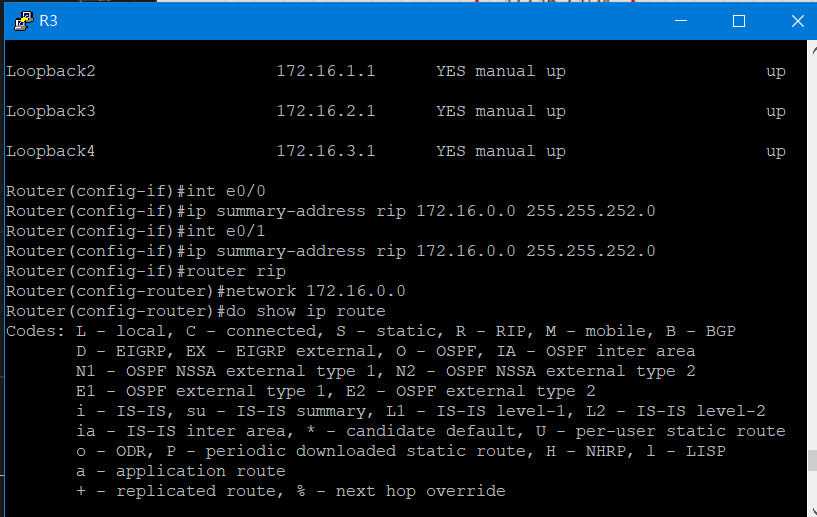 R3
Loopback2 172.16.1.1 YES manual up up
Loopback3 172.16.2.1 YES manual up up
Loopback4 172.16.3.1 YES manual up up
Router(config-if)#int e0/0
Router(config-if)#ip summary-address rip 172.16.0.0 255.255.252.0
Router(config-if)#int e0/1
Router(config-if)#ip summary-address rip 172.16.0.0 255.255.252.0
Router(config-if)#router rip
Router(config-router)#network 172.16.0.0
Router(config-router)#do show ip route
Codes: L - local, C - connected, S - static, R - RIP, M - mobile, B - BGP
D - EIGRP, EX - EIGRP external, O - OSPF, IA - OSPF inter area
N1 - OSPF NSSA external type 1, N2 - OSPF NSSA external type 2
E1 - OSPF external type 1, E2 - OSPF external type 2
i - IS-IS, su - IS-IS summary, L1 - IS-IS level-1, L2 - IS-IS level-2
ia - IS-IS inter area, * - candidate default, U - per-user static route
o - ODR, P - periodic downloaded static route, H - NHRP, l - LISP
a - application route
+ - replicated route, % - next hop override